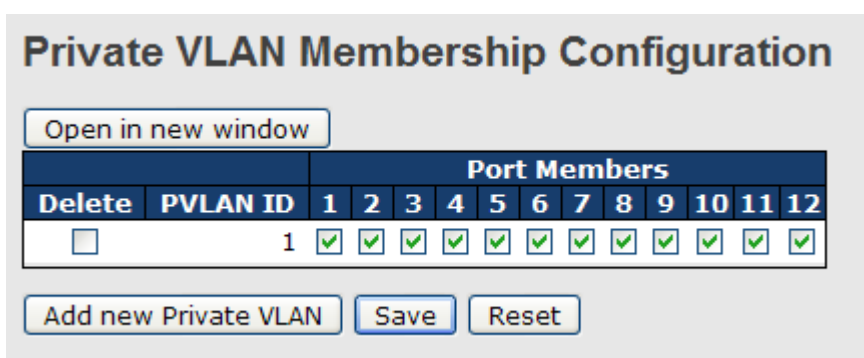 Private VLAN Membership Configuration
Open in new window
Port Members
Delete PVLAN ID 1 2 3 4 5 6 7 8 9 10 11 12
1
Add new Private VLAN Save Reset